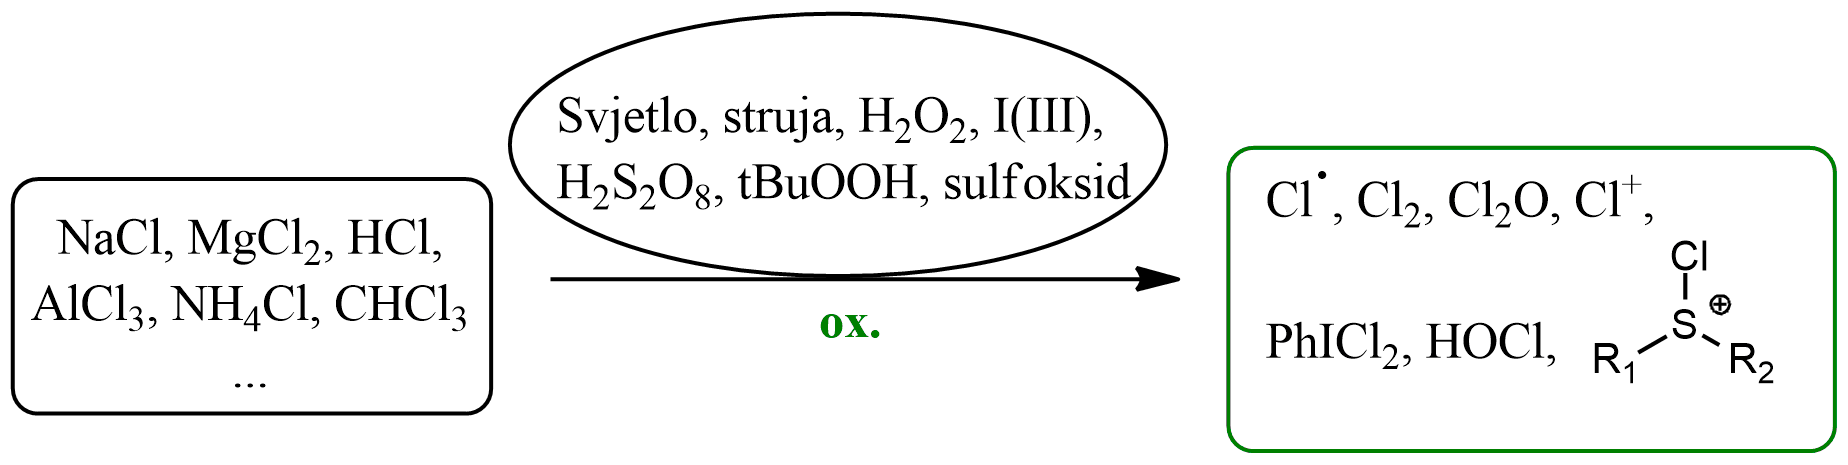 NaCl, MgCl₂, HCl,
AlCl₃, NH₄Cl, CHCl₃
...
Svjetlo, struja, H₂O₂, I(III),
H₂S₂O₈, tBuOOH, sulfoksid
ox.
Cl•, Cl₂, Cl₂O, Cl⁺,
PhICl₂, HOCl,
Cl
S ⊕
R₁ R₂